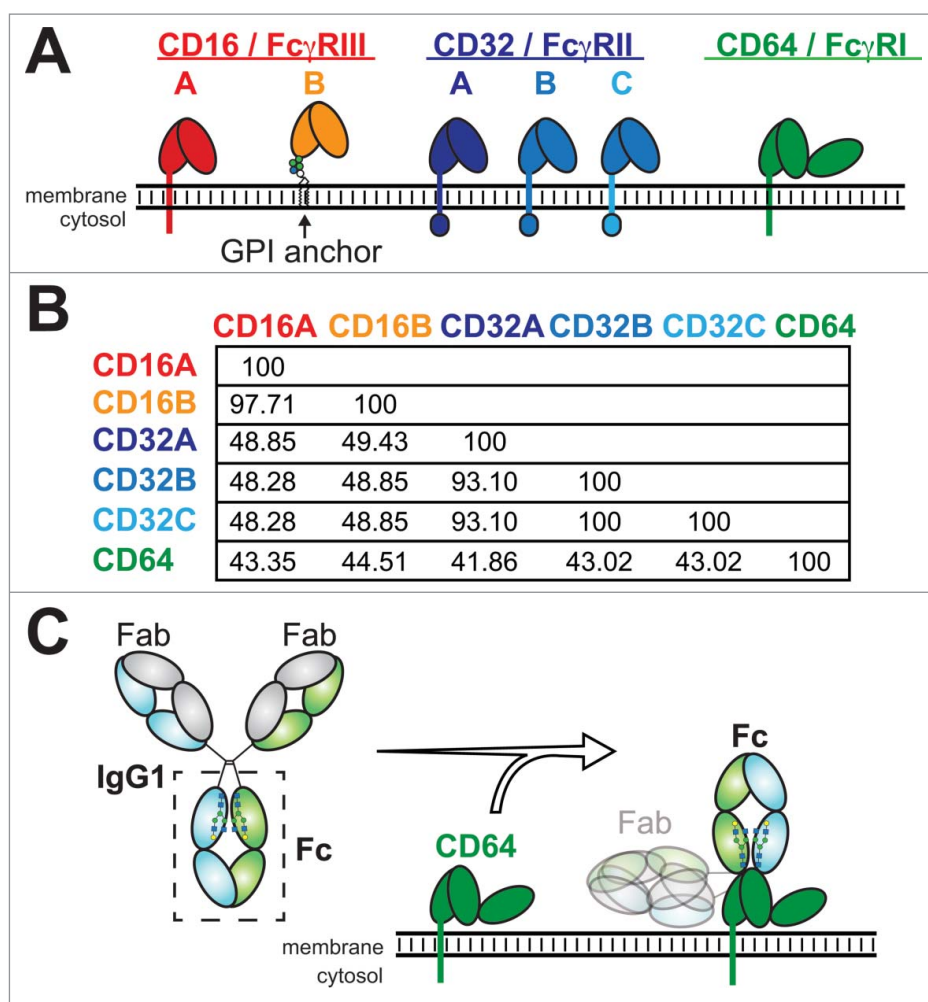 A
CD16 / FcγRIII CD32 / FcγRII CD64 / FcγRI
A B A B C
membrane
cytosol
GPI anchor
B
CD16A CD16B CD32A CD32B CD32C CD64
CD16A 100
CD16B 97.71 100
CD32A 48.85 49.43 100
CD32B 48.28 48.85 93.10 100
CD32C 48.28 48.85 93.10 100 100
CD64 43.35 44.51 41.86 43.02 43.02 100
C
Fab Fab
IgG1
Fc
CD64
Fab
Fc
membrane
cytosol